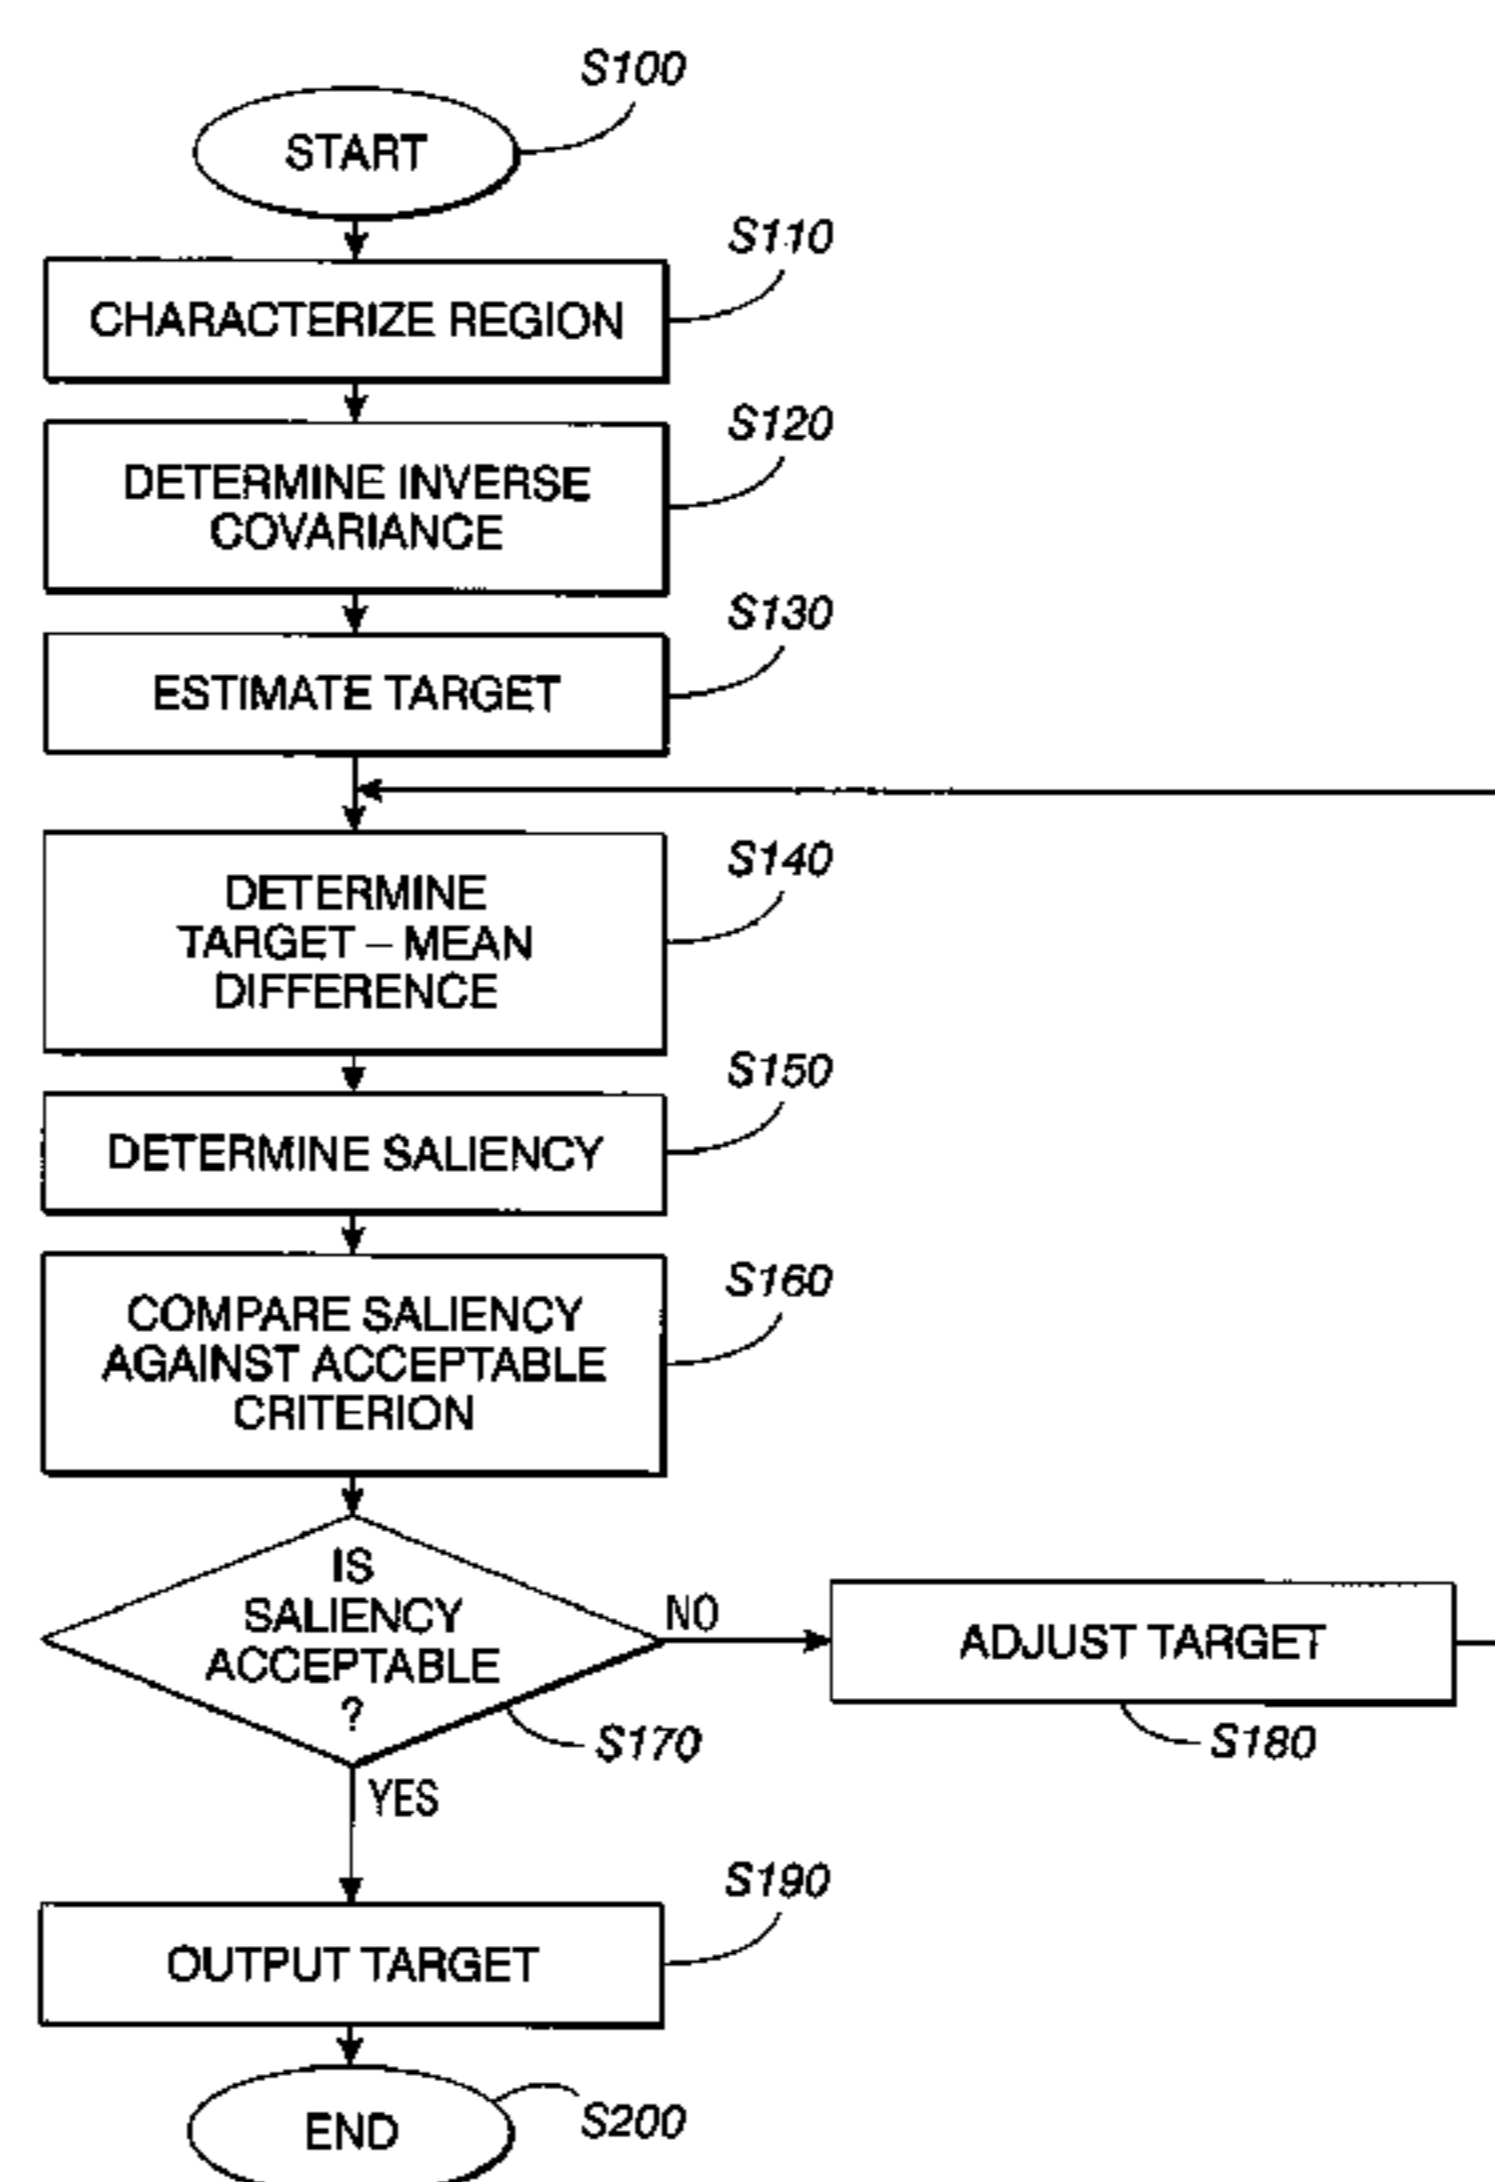 S100
START
S110
CHARACTERIZE REGION
S120
DETERMINE INVERSE
COVARIANCE
S130
ESTIMATE TARGET
S140
DETERMINE
TARGET – MEAN
DIFFERENCE
S150
DETERMINE SALIENCY
S160
COMPARE SALIENCY
AGAINST ACCEPTABLE
CRITERION
IS
SALIENCY
ACCEPTABLE
?
NO
ADJUST TARGET
S170
S180
YES
S190
OUTPUT TARGET
END
S200